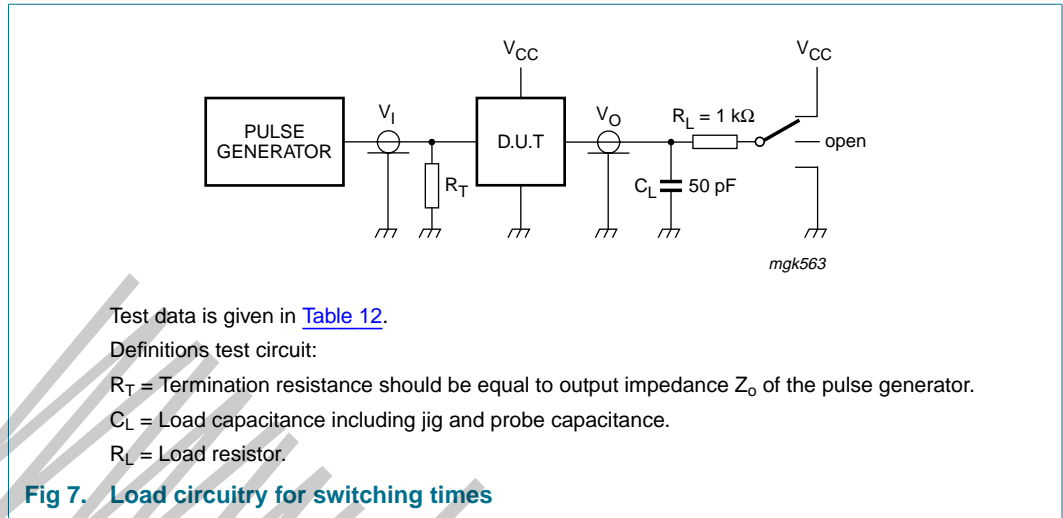 V_CC V_CC
V_I V_O R_L = 1 kΩ
PULSE
GENERATOR
D.U.T
open
R_T C_L 50 pF
mgk563
Test data is given in Table 12.
Definitions test circuit:
R_T = Termination resistance should be equal to output impedance Z_o of the pulse generator.
C_L = Load capacitance including jig and probe capacitance.
R_L = Load resistor.
Fig 7. Load circuitry for switching times